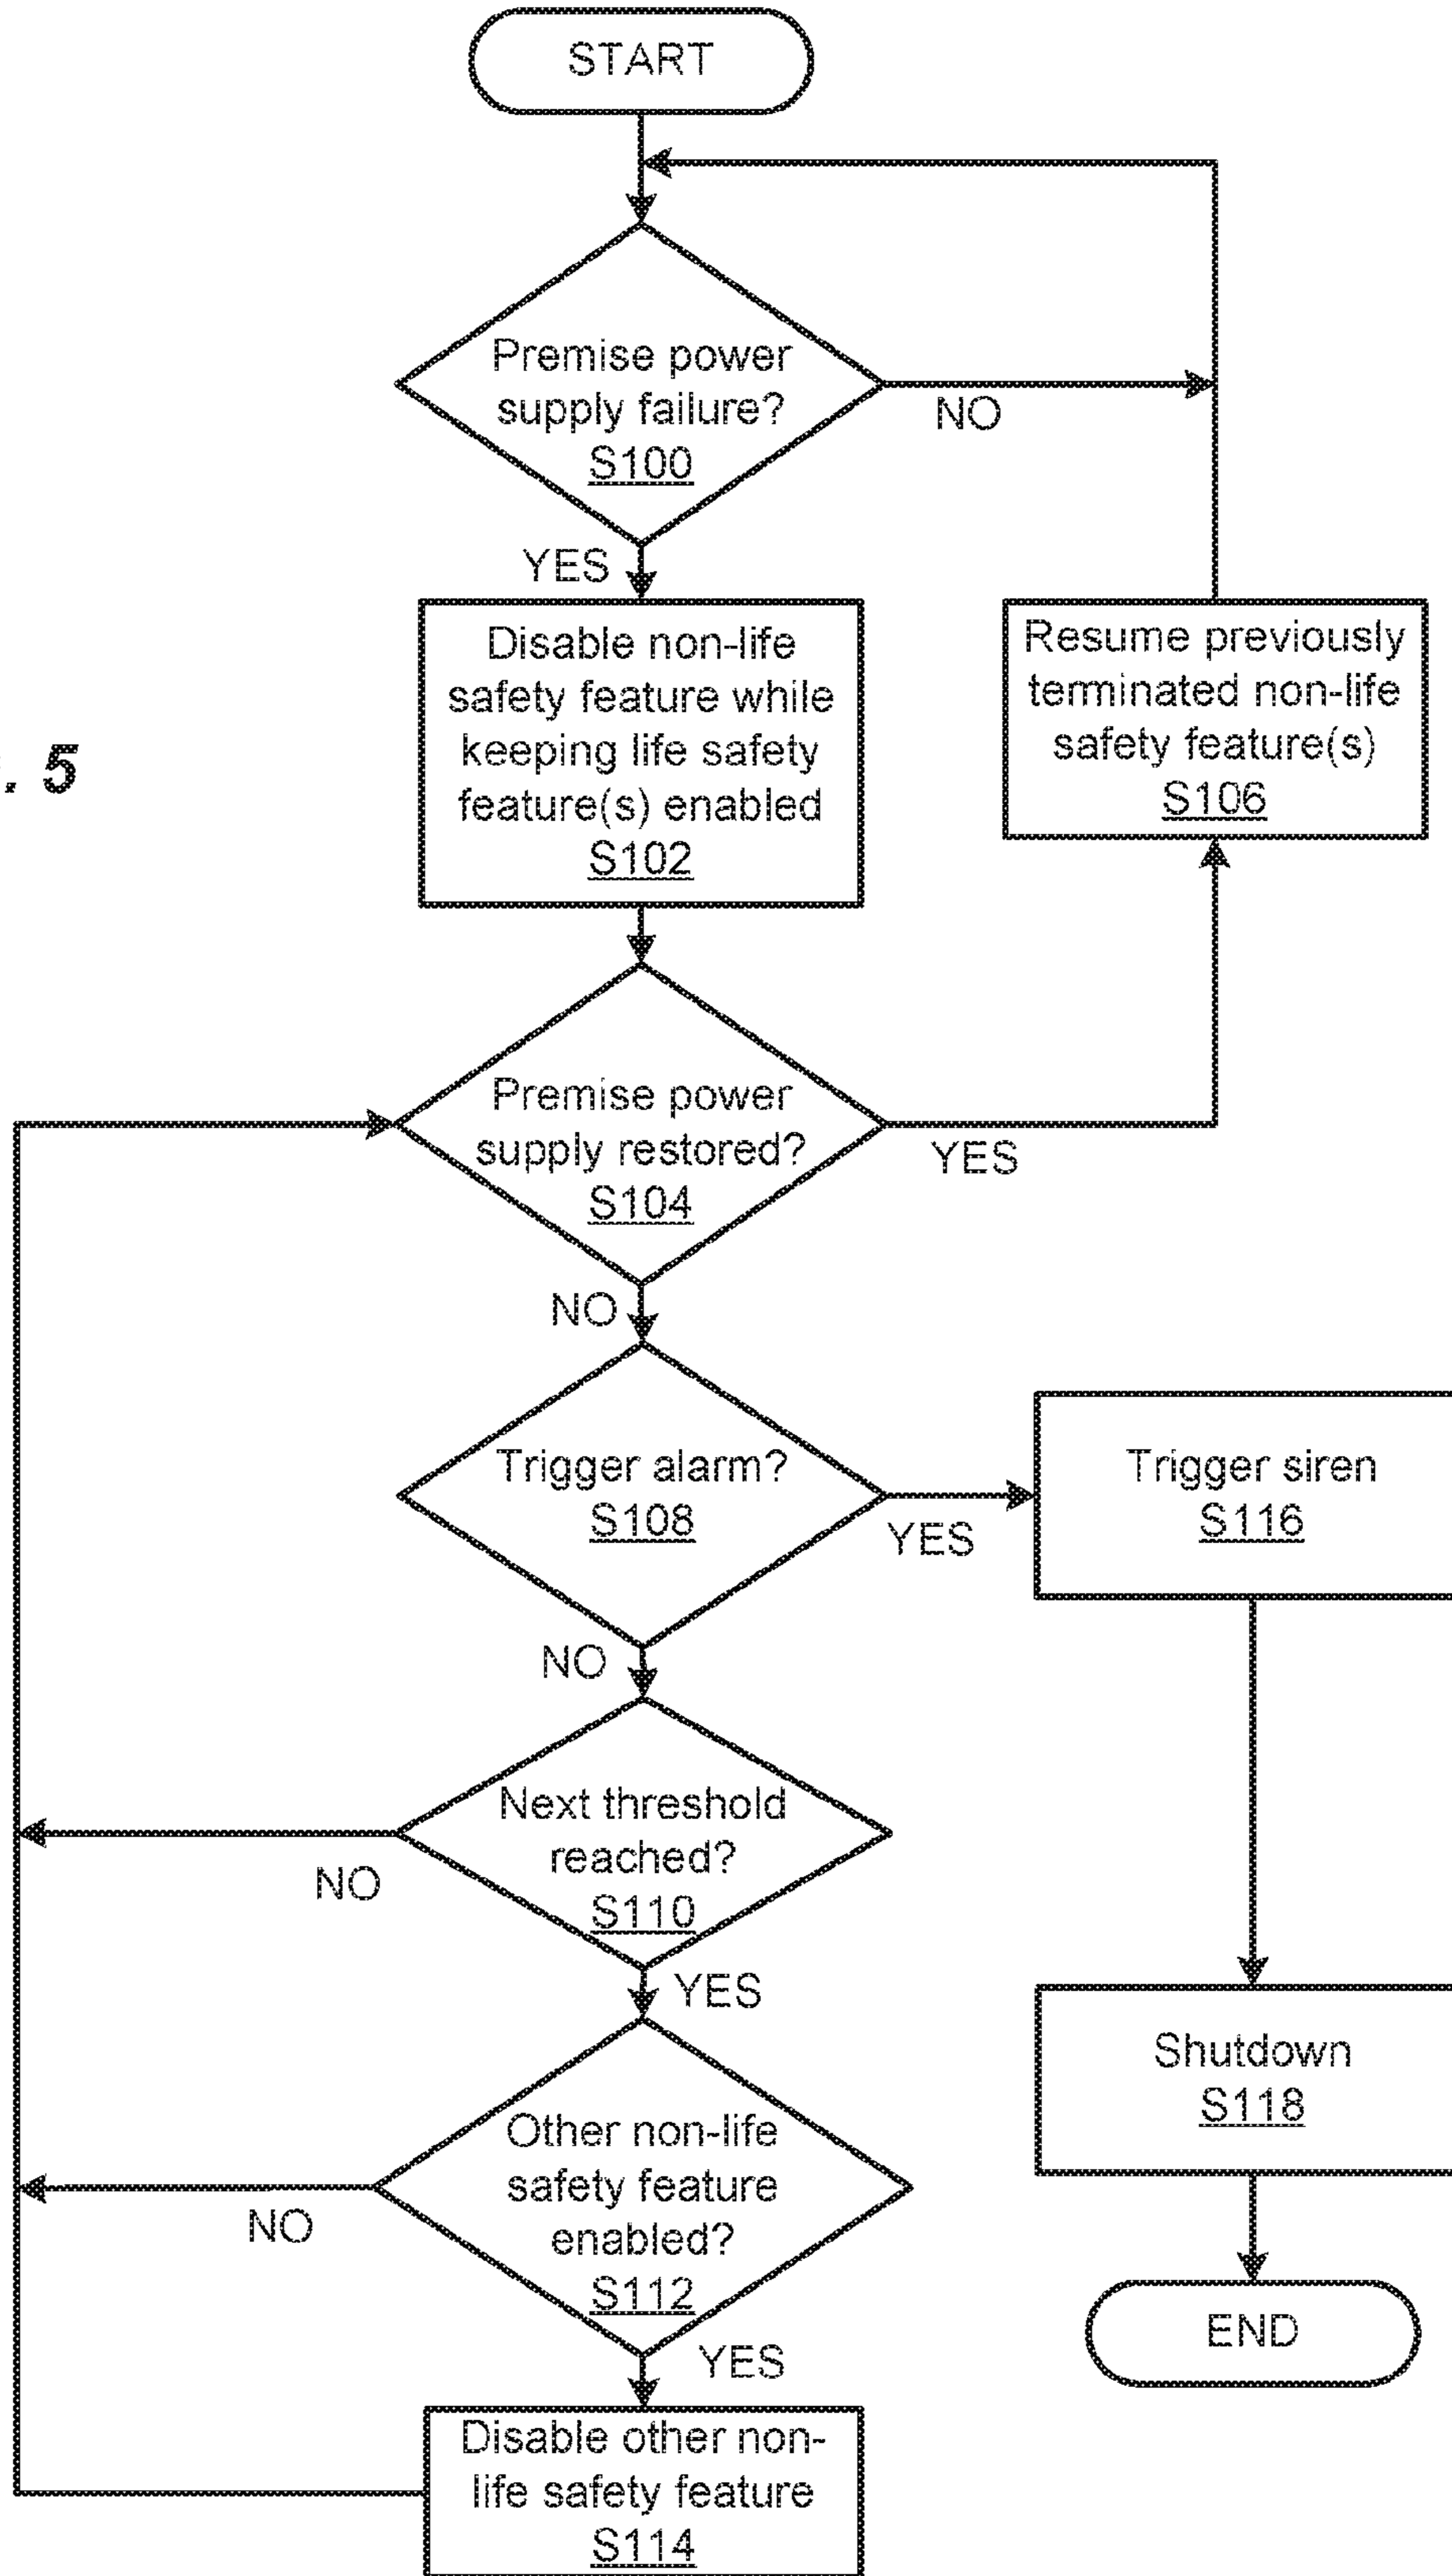 START
Premise power
supply failure?
S100
NO
YES
Disable non-life
safety feature while
keeping life safety
feature(s) enabled
S102
Resume previously
terminated non-life
safety feature(s)
S106
. 5
Premise power
supply restored?
S104
YES
NO
Trigger alarm?
S108
YES
Trigger siren
S116
NO
Next threshold
reached?
S110
NO
YES
Other non-life
safety feature
enabled?
S112
NO
YES
Shutdown
S118
END
Disable other non-
life safety feature
S114